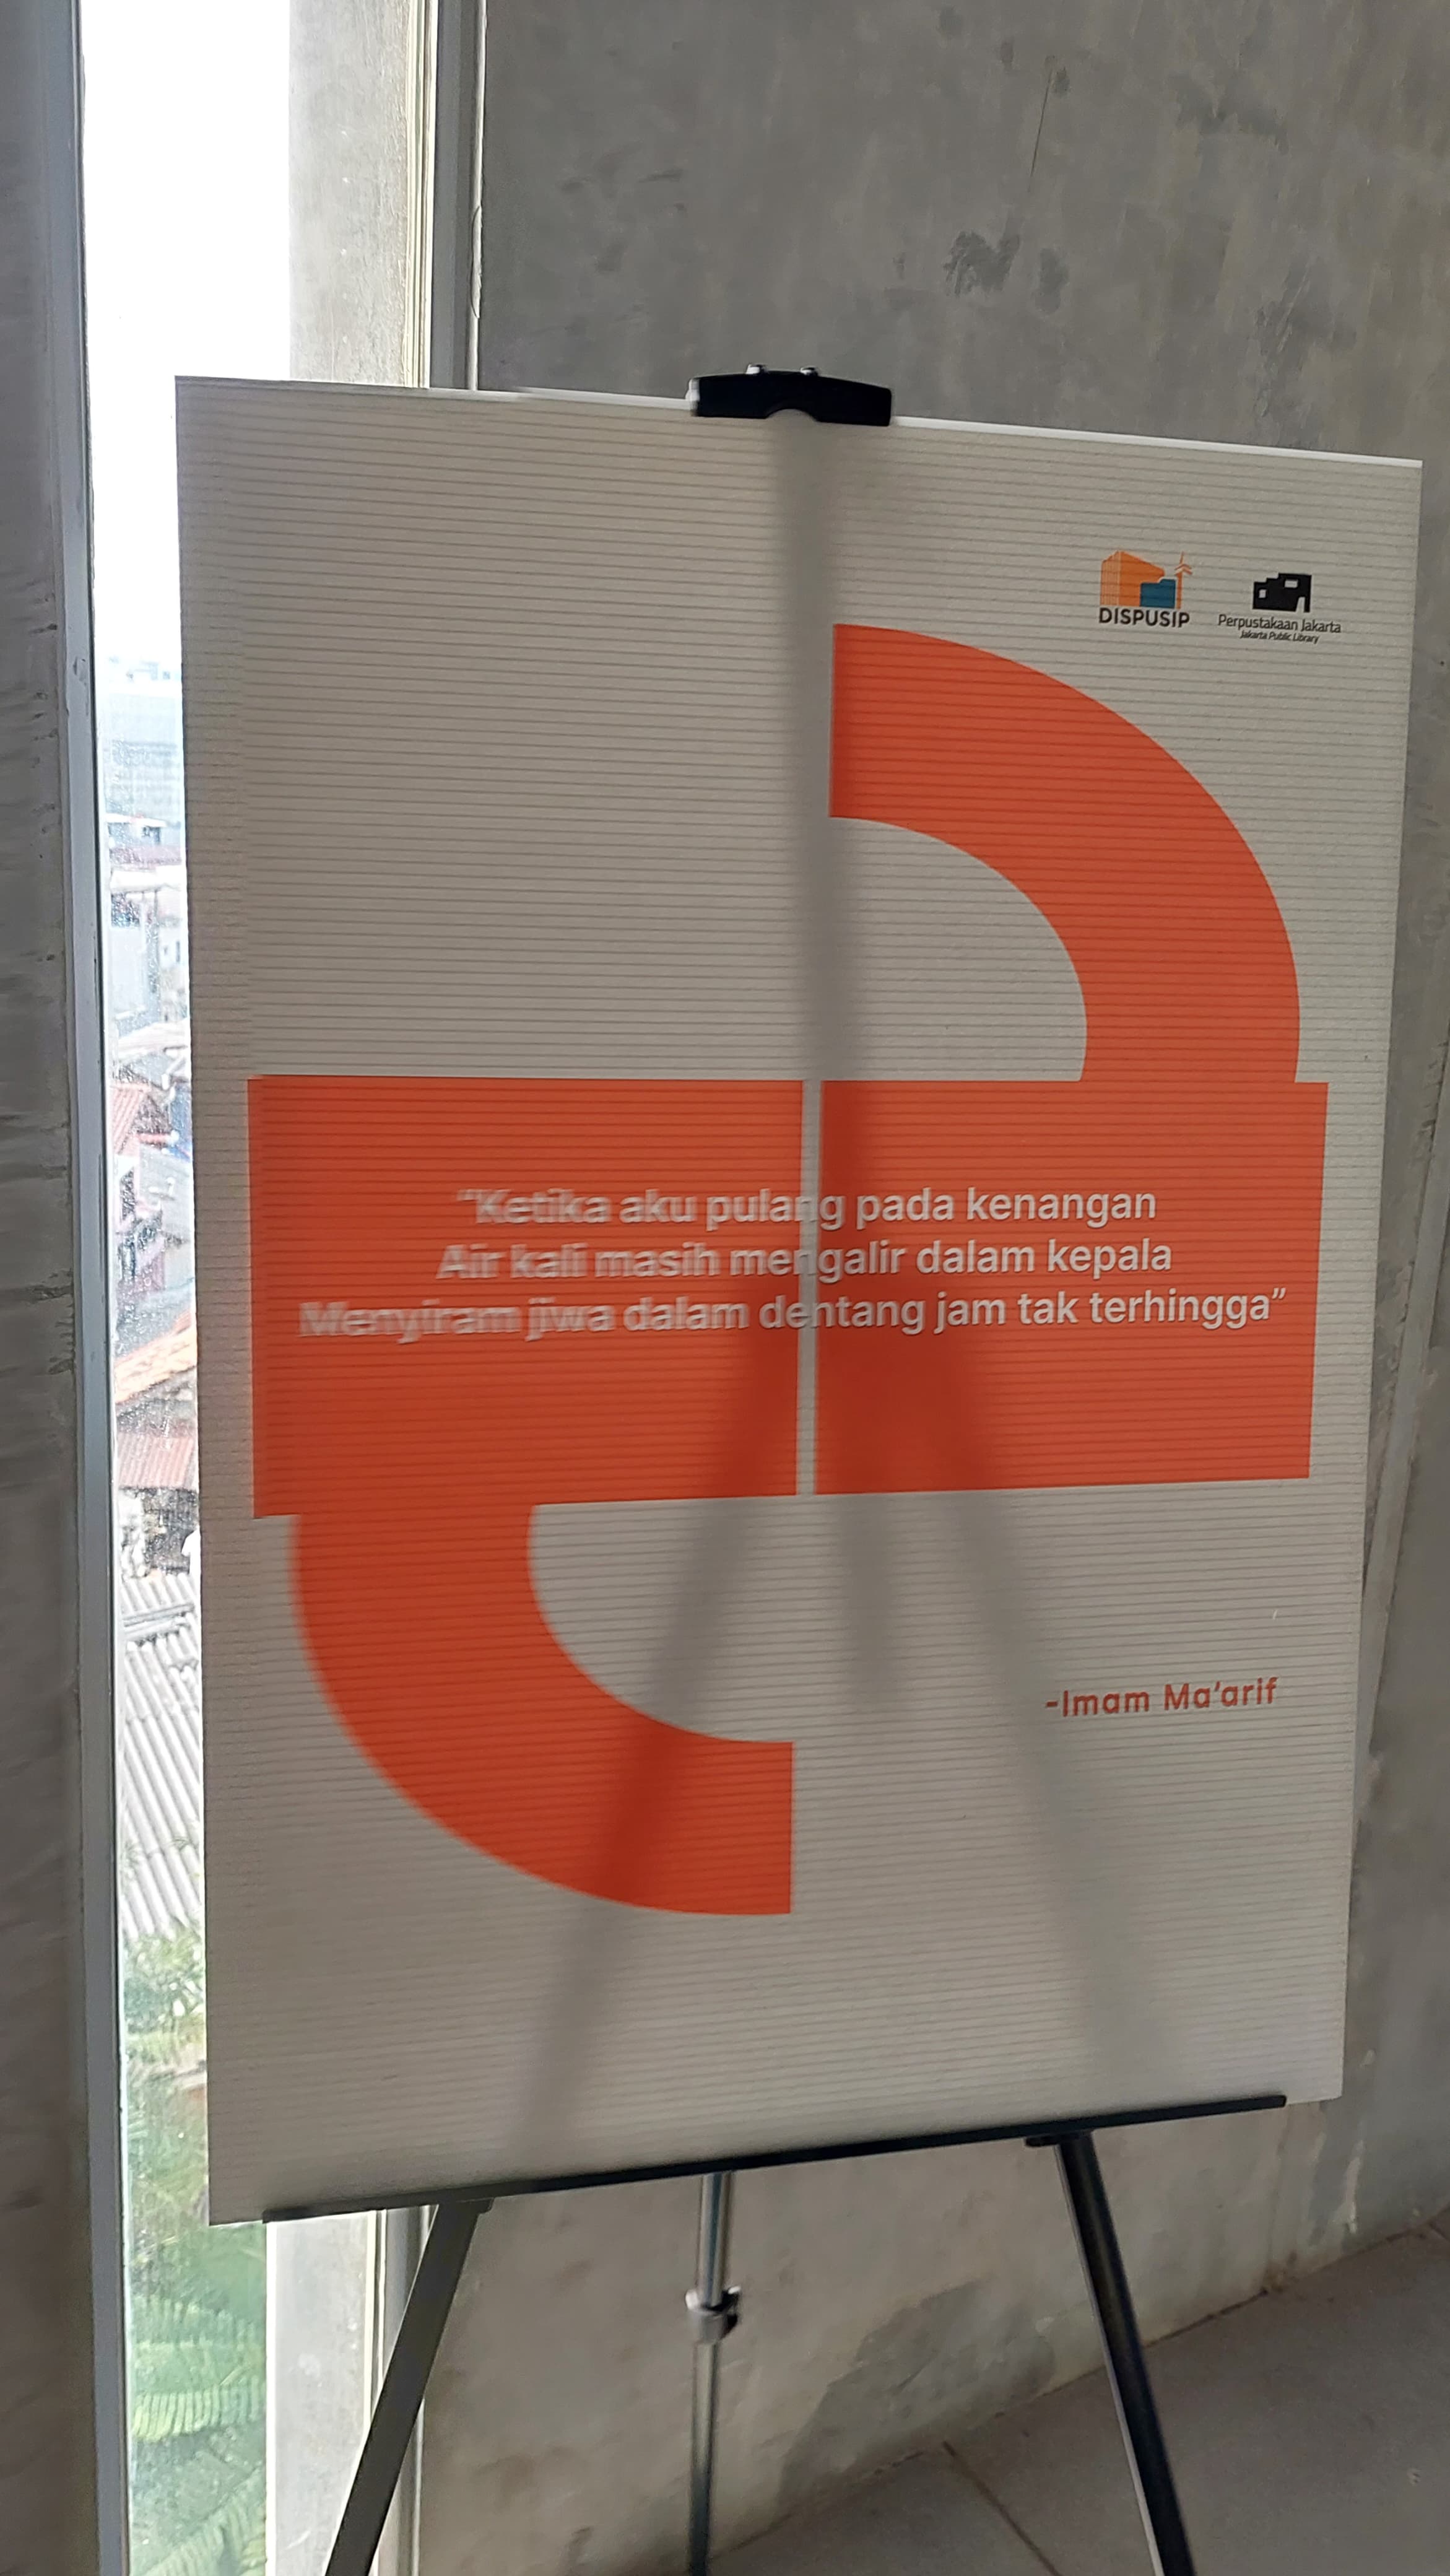 DISPUSIP
Perpustakaan Jakarta
Jakarta Public Library
"Ketika aku pulang pada kenangan
Air kali masih mengalir dalam kepala
Menyiram jiwa dalam dentang jam tak terhingga"
-Imam Ma'arif